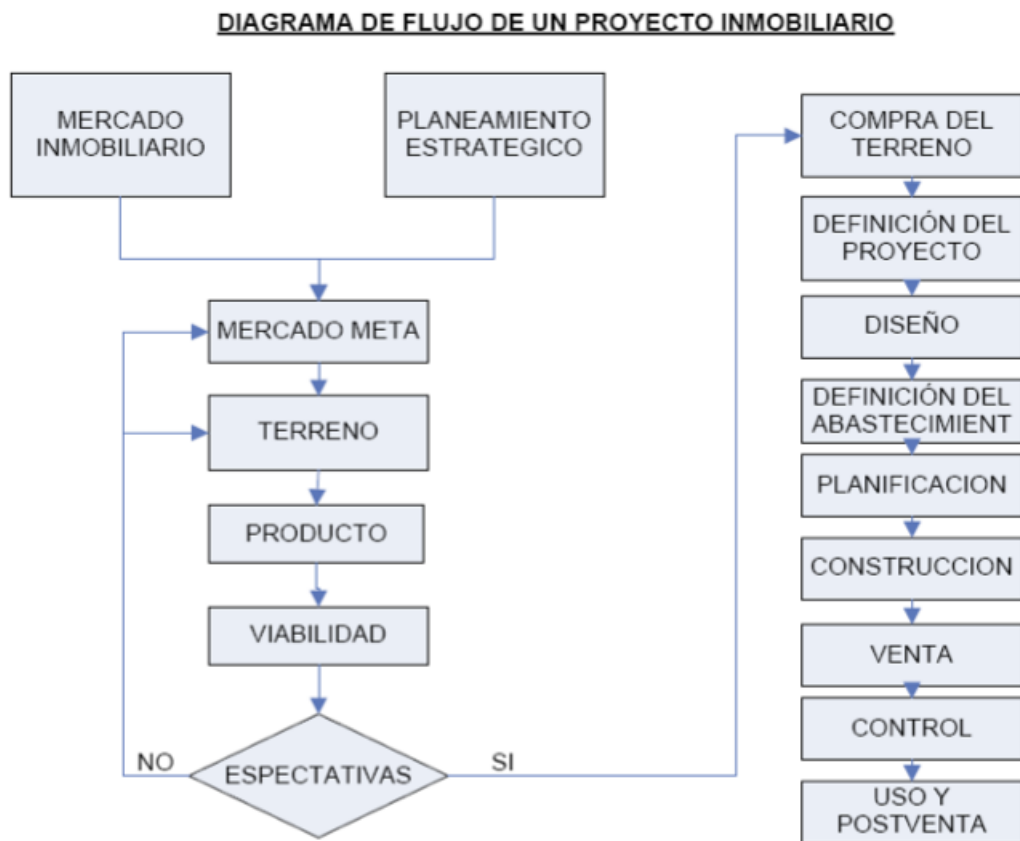 DIAGRAMA DE FLUJO DE UN PROYECTO INMOBILIARIO
MERCADO
INMOBILIARIO
PLANEAMIENTO
ESTRATEGICO
MERCADO META
TERRENO
PRODUCTO
VIABILIDAD
NO
ESPECTATIVAS
SI
COMPRA DEL
TERRENO
DEFINICIÓN DEL
PROYECTO
DISEÑO
DEFINICIÓN DEL
ABASTECIMIENT
PLANIFICACION
CONSTRUCCION
VENTA
CONTROL
USO Y
POSTVENTA